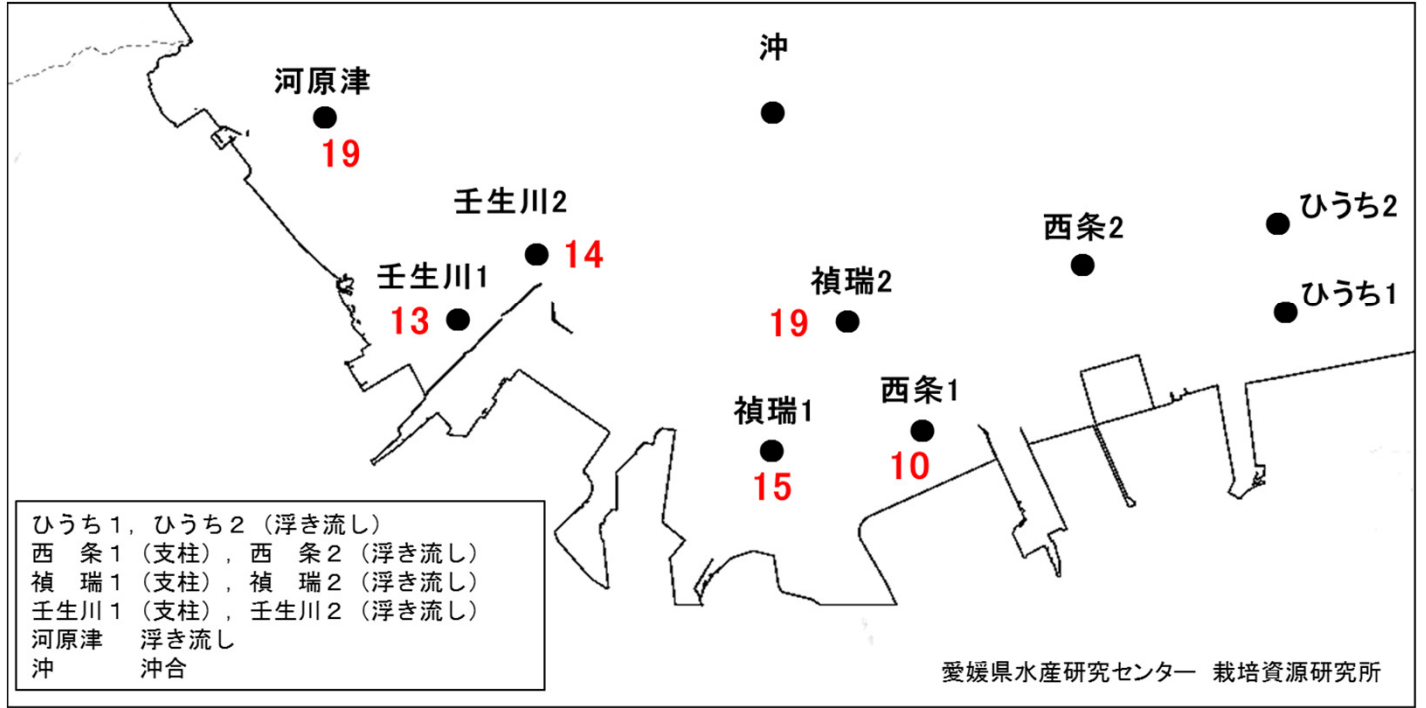 沖
河原津
19
壬生川2
14
ひうち2
西条2
壬生川1
13
禎瑞2
19
ひうち1
西条1
10
禎瑞1
15
ひうち１，ひうち２（浮き流し）
西　条１（支柱），西　条２（浮き流し）
禎　瑞１（支柱），禎　瑞２（浮き流し）
壬生川１（支柱），壬生川２（浮き流し）
河原津　　浮き流し
沖　　　　沖合
愛媛県水産研究センター　栽培資源研究所